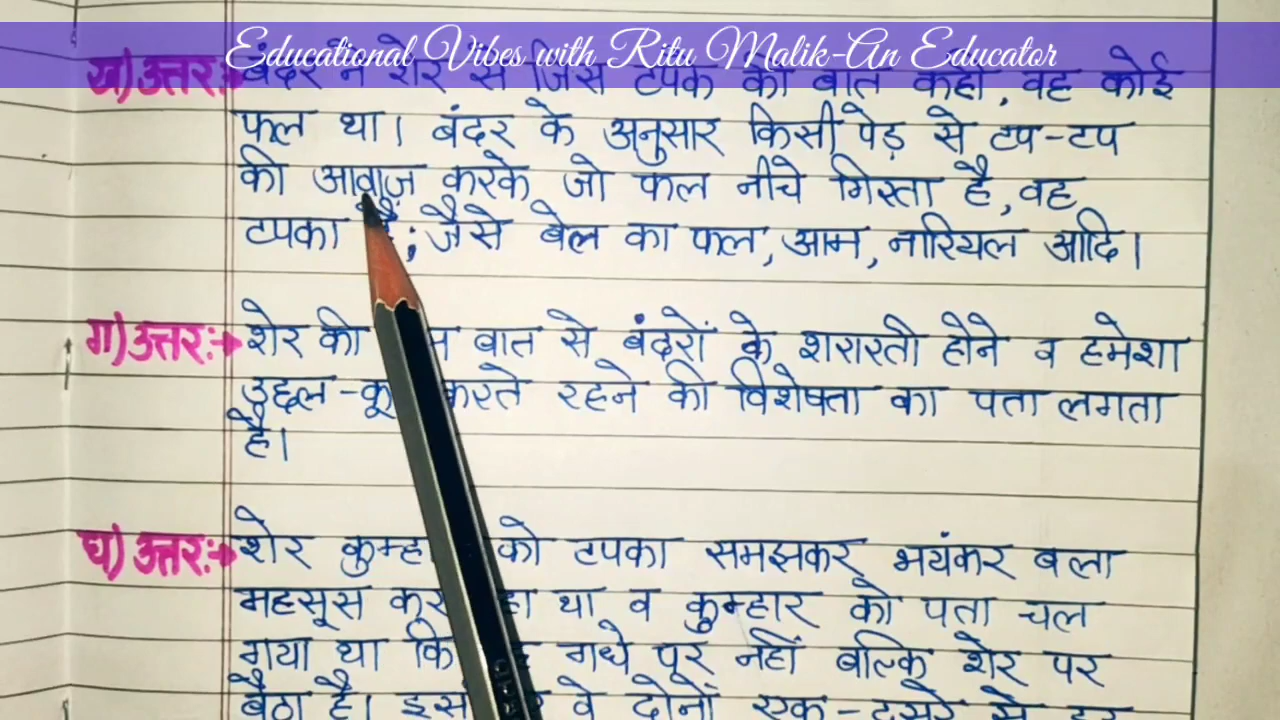 Educational Vibes with Ritu Malik-An Educator
ख) उत्तर:→ बंदर ने शेर से जिस टपके की बात कही, वह कोई
फल था। बंदर के अनुसार किसी पेड़ से टप-टप
की आवाज़ करके जो फल नीचे गिरता है, वह
टपका है; जैसे बेल का फल, आम, नारियल आदि।
ग) उत्तर:→ शेर की बात से बंदरों के शरारती होने व हमेशा
उछल-कूद करते रहने की विशेषता का पता लगता
है।
घ) उत्तर:→ शेर कुम्हार को टपका समझकर भयंकर बला
महसूस कर रहा था व कुम्हार को पता चल
गया था कि गधे पर नहीं बल्कि शेर पर
बैठा है। वे दोनों एक-दूसरे से डर